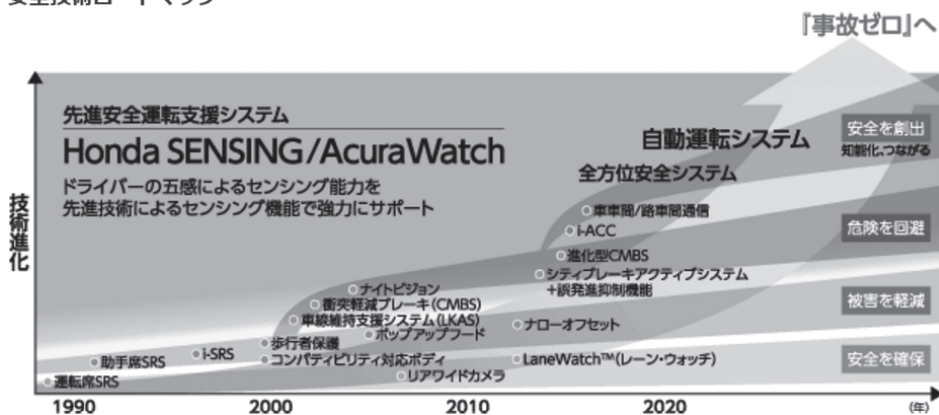 『事故ゼロ』へ
先進安全運転支援システム
Honda SENSING/AcuraWatch
ドライバーの五感によるセンシング能力を
先進技術によるセンシング機能で強力にサポート
自動運転システム
全方位安全システム
安全を創出
知能化、つながる
危険を回避
被害を軽減
安全を確保
技術進化
車車間/路車間通信
i-ACC
進化型CMBS
シティブレーキアクティブシステム
+誤発進抑制機能
ナイトビジョン
衝突軽減ブレーキ(CMBS)
車線維持支援システム(LKAS)
ポップアップフード
ナローオフセット
歩行者保護
コンパティビリティ対応ボディ
LaneWatch™(レーン・ウォッチ)
リアワイドカメラ
i-SRS
助手席SRS
運転席SRS
1990
2000
2010
2020
(年)